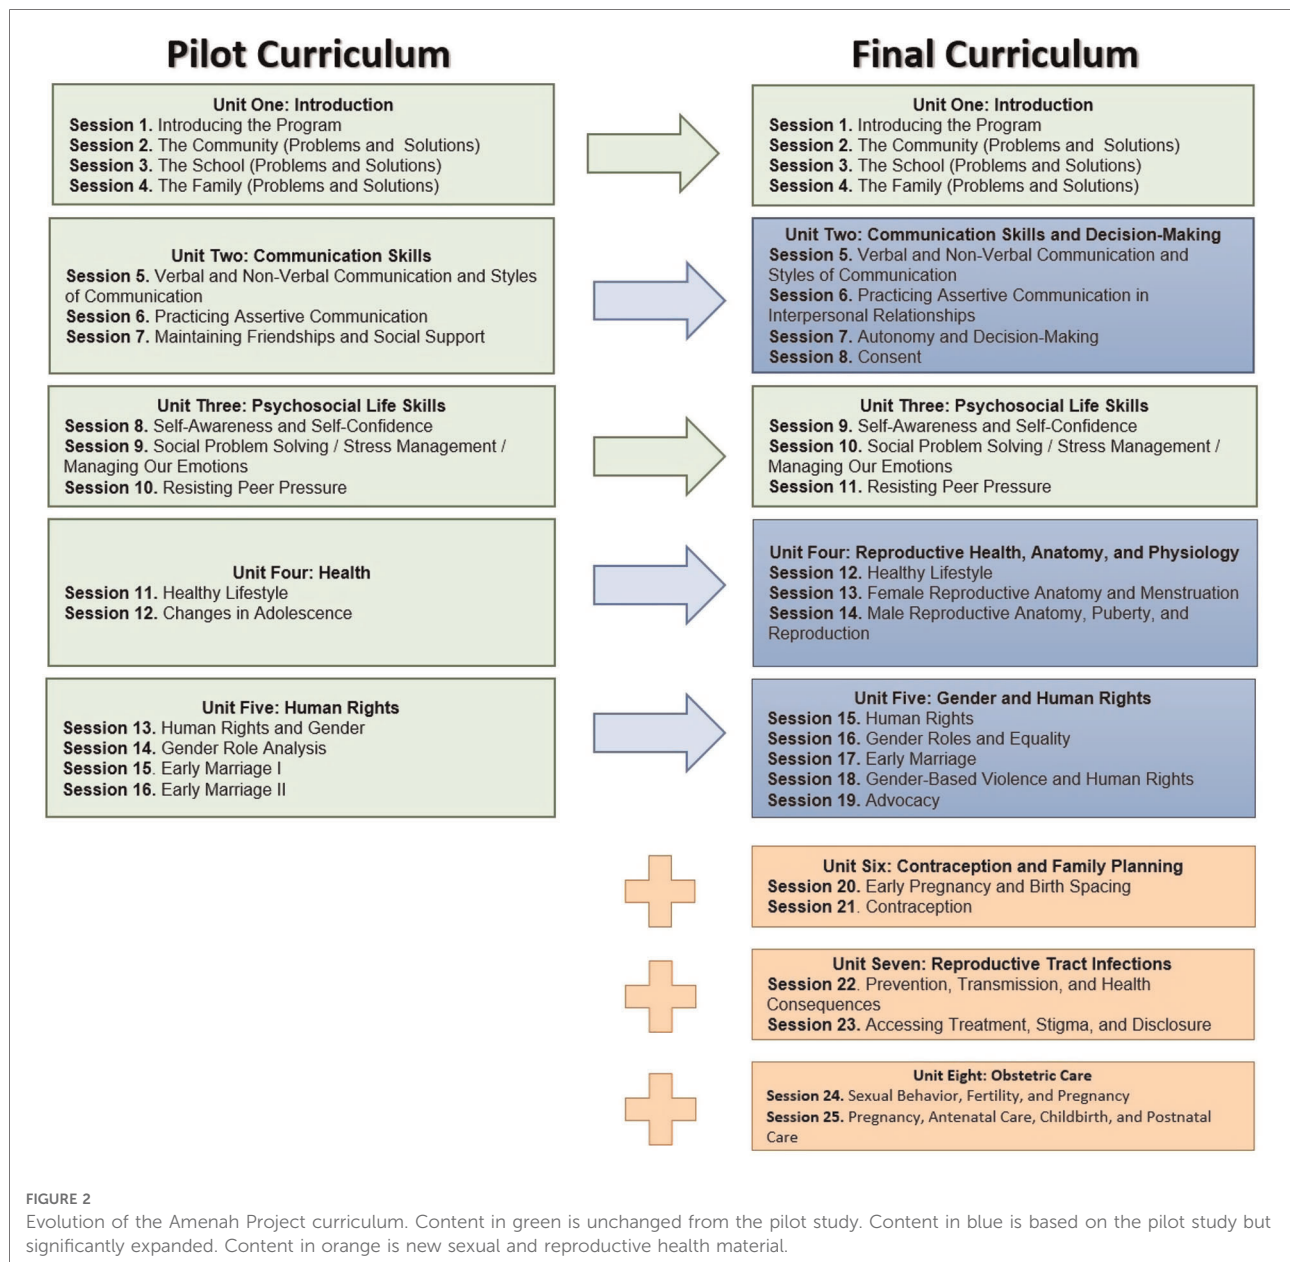 Pilot Curriculum
Unit One: Introduction
Session 1. Introducing the Program
Session 2. The Community (Problems and Solutions)
Session 3. The School (Problems and Solutions)
Session 4. The Family (Problems and Solutions)
Unit Two: Communication Skills
Session 5. Verbal and Non-Verbal Communication and Styles
of Communication
Session 6. Practicing Assertive Communication
Session 7. Maintaining Friendships and Social Support
Unit Three: Psychosocial Life Skills
Session 8. Self-Awareness and Self-Confidence
Session 9. Social Problem Solving / Stress Management /
Managing Our Emotions
Session 10. Resisting Peer Pressure
Unit Four: Health
Session 11. Healthy Lifestyle
Session 12. Changes in Adolescence
Unit Five: Human Rights
Session 13. Human Rights and Gender
Session 14. Gender Role Analysis
Session 15. Early Marriage I
Session 16. Early Marriage II
Final Curriculum
Unit One: Introduction
Session 1. Introducing the Program
Session 2. The Community (Problems and Solutions)
Session 3. The School (Problems and Solutions)
Session 4. The Family (Problems and Solutions)
Unit Two: Communication Skills and Decision-Making
Session 5. Verbal and Non-Verbal Communication and
Styles of Communication
Session 6. Practicing Assertive Communication in
Interpersonal Relationships
Session 7. Autonomy and Decision-Making
Session 8. Consent
Unit Three: Psychosocial Life Skills
Session 9. Self-Awareness and Self-Confidence
Session 10. Social Problem Solving / Stress Management /
Managing Our Emotions
Session 11. Resisting Peer Pressure
Unit Four: Reproductive Health, Anatomy, and Physiology
Session 12. Healthy Lifestyle
Session 13. Female Reproductive Anatomy and Menstruation
Session 14. Male Reproductive Anatomy, Puberty, and
Reproduction
Unit Five: Gender and Human Rights
Session 15. Human Rights
Session 16. Gender Roles and Equality
Session 17. Early Marriage
Session 18. Gender-Based Violence and Human Rights
Session 19. Advocacy
Unit Six: Contraception and Family Planning
Session 20. Early Pregnancy and Birth Spacing
Session 21. Contraception
Unit Seven: Reproductive Tract Infections
Session 22. Prevention, Transmission, and Health
Consequences
Session 23. Accessing Treatment, Stigma, and Disclosure
Unit Eight: Obstetric Care
Session 24. Sexual Behavior, Fertility, and Pregnancy
Session 25. Pregnancy, Antenatal Care, Childbirth, and Postnatal
Care
FIGURE 2
Evolution of the Amenah Project curriculum. Content in green is unchanged from the pilot study. Content in blue is based on the pilot study but
significantly expanded. Content in orange is new sexual and reproductive health material.